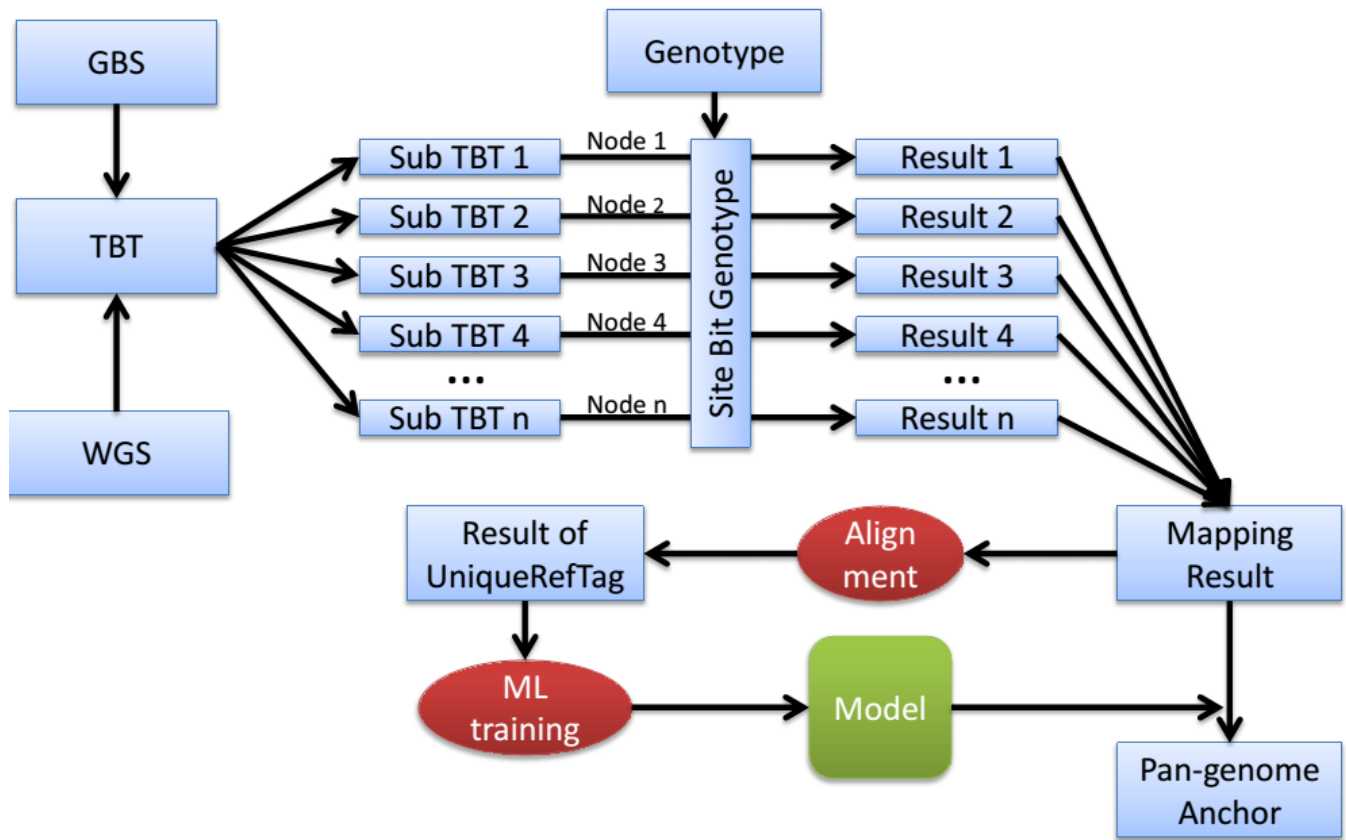 GBS
Genotype
TBT
WGS
Sub TBT 1
Sub TBT 2
Sub TBT 3
Sub TBT 4
...
Sub TBT n
Node 1
Node 2
Node 3
Node 4
Node n
Site Bit Genotype
Result 1
Result 2
Result 3
Result 4
...
Result n
Mapping
Result
Align
ment
Result of
UniqueRefTag
ML
training
Model
Pan-genome
Anchor